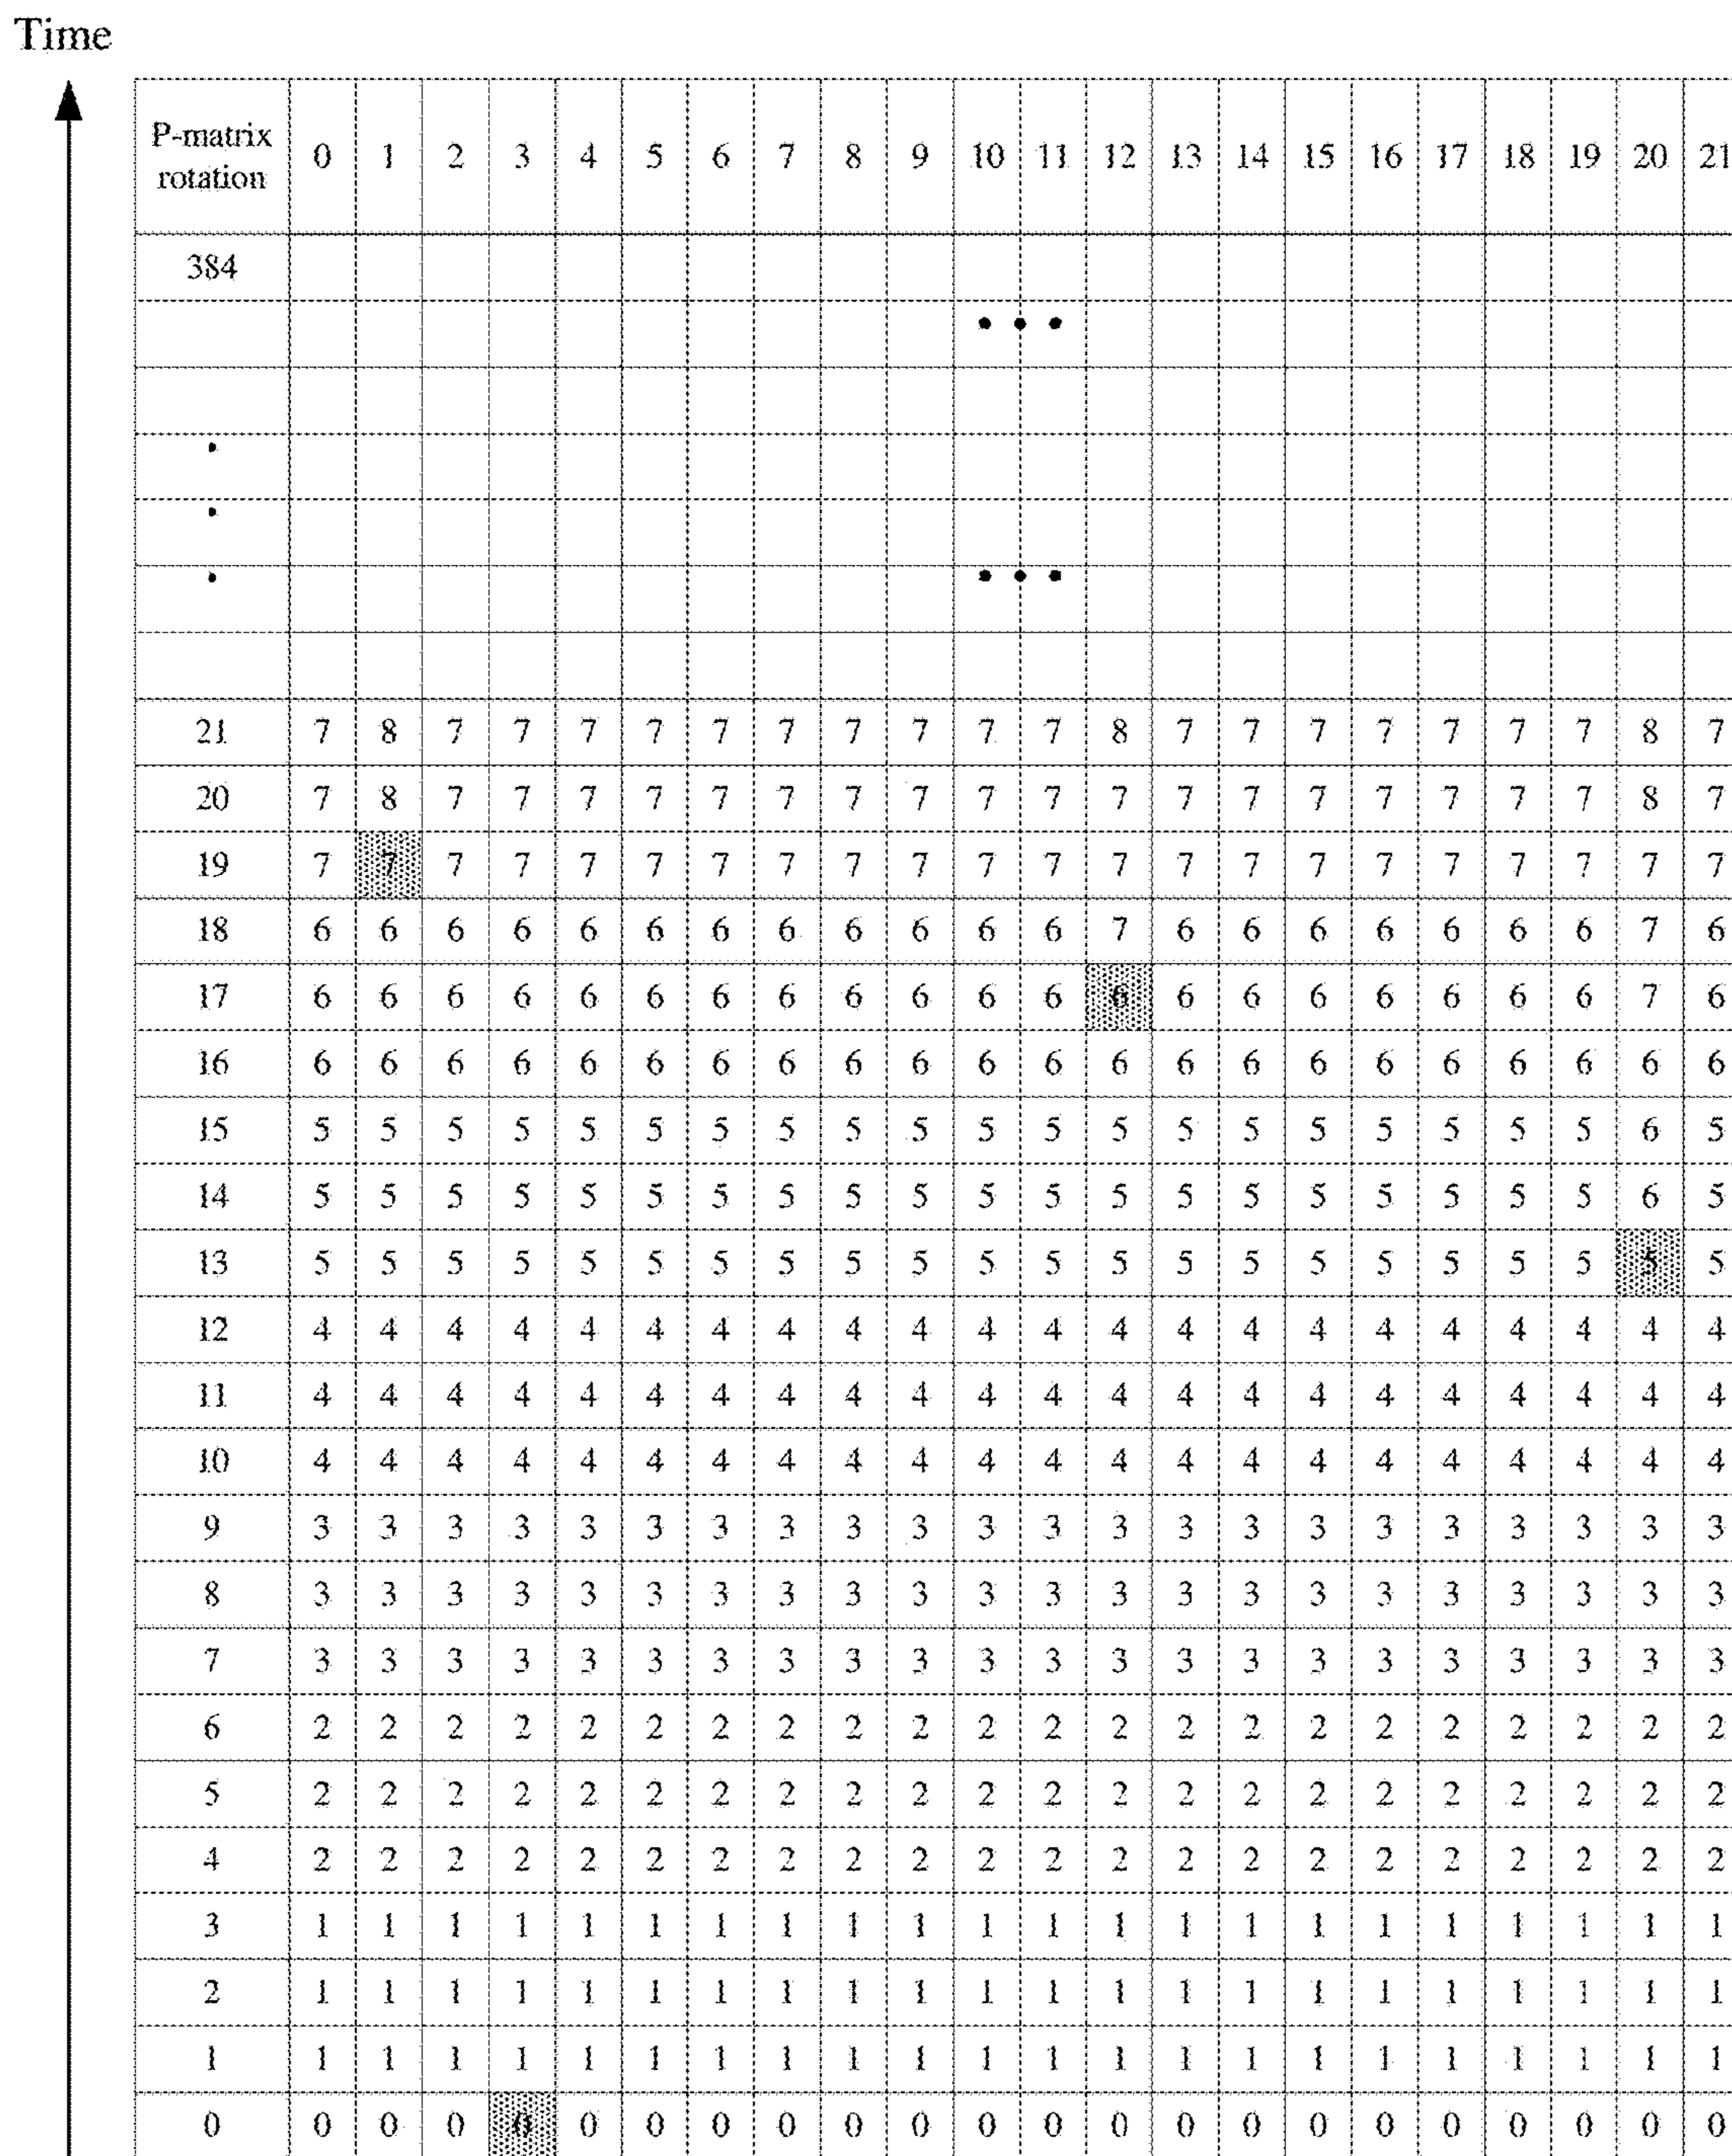 Time
P-matrix rotation 0 1 2 3 4 5 6 7 8 9 10 11 12 13 14 15 16 17 18 19 20 21
384
• • •
•
•
• • • •
21 7 8 7 7 7 7 7 7 7 7 7 7 8 7 7 7 7 7 7 7 8 7
20 7 8 7 7 7 7 7 7 7 7 7 7 7 7 7 7 7 7 7 7 8 7
19 7 7 7 7 7 7 7 7 7 7 7 7 7 7 7 7 7 7 7 7 7 7
18 6 6 6 6 6 6 6 6 6 6 6 6 7 6 6 6 6 6 6 6 7 6
17 6 6 6 6 6 6 6 6 6 6 6 6 6 6 6 6 6 6 6 6 7 6
16 6 6 6 6 6 6 6 6 6 6 6 6 6 6 6 6 6 6 6 6 6 6
15 5 5 5 5 5 5 5 5 5 5 5 5 5 5 5 5 5 5 5 5 6 5
14 5 5 5 5 5 5 5 5 5 5 5 5 5 5 5 5 5 5 5 5 6 5
13 5 5 5 5 5 5 5 5 5 5 5 5 5 5 5 5 5 5 5 5 5 5
12 4 4 4 4 4 4 4 4 4 4 4 4 4 4 4 4 4 4 4 4 4 4
11 4 4 4 4 4 4 4 4 4 4 4 4 4 4 4 4 4 4 4 4 4 4
10 4 4 4 4 4 4 4 4 4 4 4 4 4 4 4 4 4 4 4 4 4 4
9 3 3 3 3 3 3 3 3 3 3 3 3 3 3 3 3 3 3 3 3 3 3
8 3 3 3 3 3 3 3 3 3 3 3 3 3 3 3 3 3 3 3 3 3 3
7 3 3 3 3 3 3 3 3 3 3 3 3 3 3 3 3 3 3 3 3 3 3
6 2 2 2 2 2 2 2 2 2 2 2 2 2 2 2 2 2 2 2 2 2 2
5 2 2 2 2 2 2 2 2 2 2 2 2 2 2 2 2 2 2 2 2 2 2
4 2 2 2 2 2 2 2 2 2 2 2 2 2 2 2 2 2 2 2 2 2 2
3 1 1 1 1 1 1 1 1 1 1 1 1 1 1 1 1 1 1 1 1 1 1
2 1 1 1 1 1 1 1 1 1 1 1 1 1 1 1 1 1 1 1 1 1 1
1 1 1 1 1 1 1 1 1 1 1 1 1 1 1 1 1 1 1 1 1 1 1
0 0 0 0 0 0 0 0 0 0 0 0 0 0 0 0 0 0 0 0 0 0 0